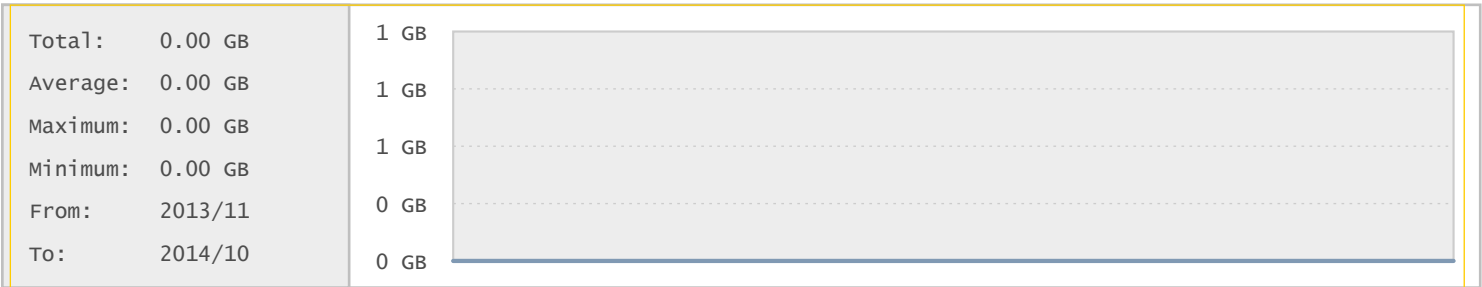 Total: 0.00 GB
Average: 0.00 GB
Maximum: 0.00 GB
Minimum: 0.00 GB
From: 2013/11
To: 2014/10
1 GB
1 GB
1 GB
0 GB
0 GB